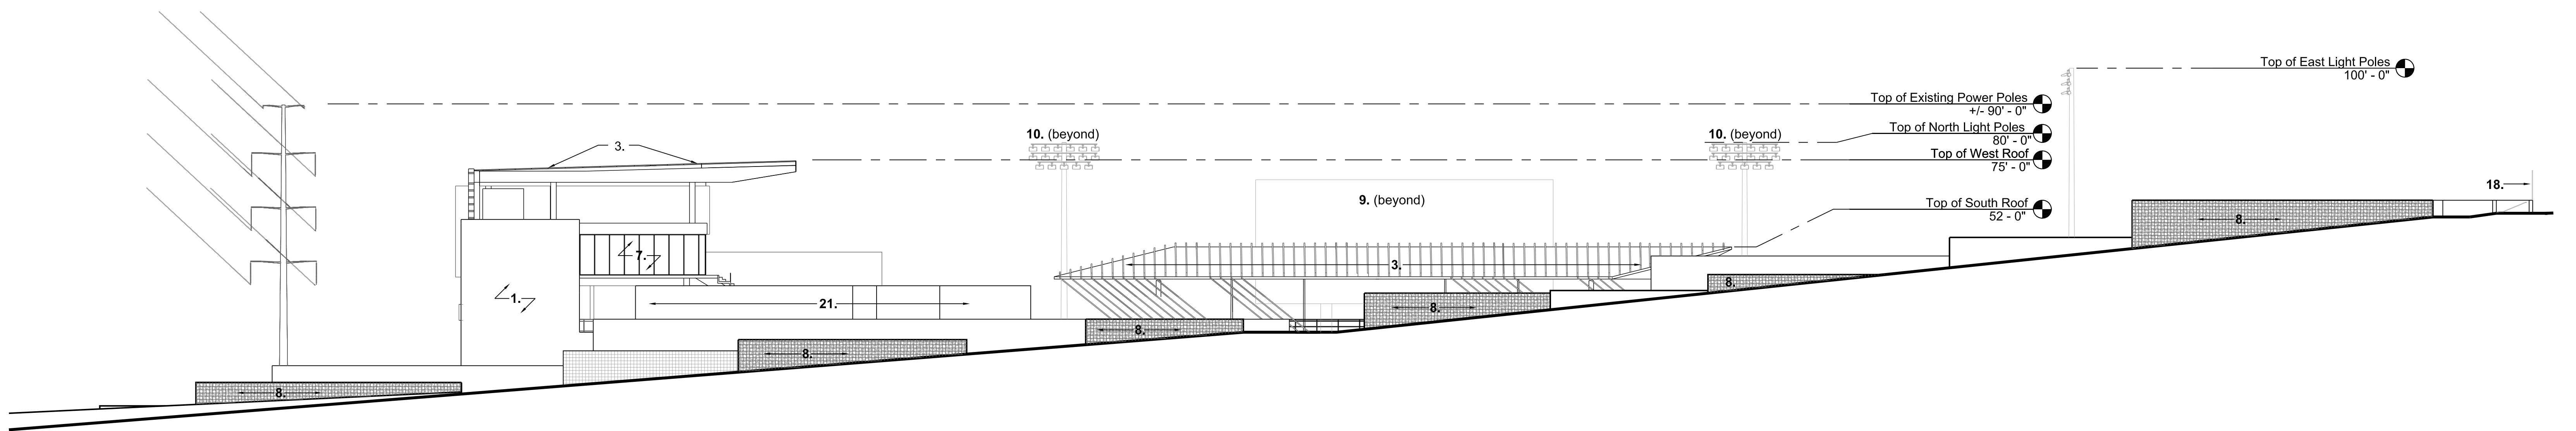 Top of East Light Poles
100' - 0"
Top of Existing Power Poles
+/- 90' - 0"
10. (beyond)
10. (beyond)
Top of North Light Poles
80' - 0"
3.
Top of West Roof
75' - 0"
18.
9. (beyond)
Top of South Roof
52 - 0"
8.
7.
3.
8.
1.
21.
8.
8.
8.
8.